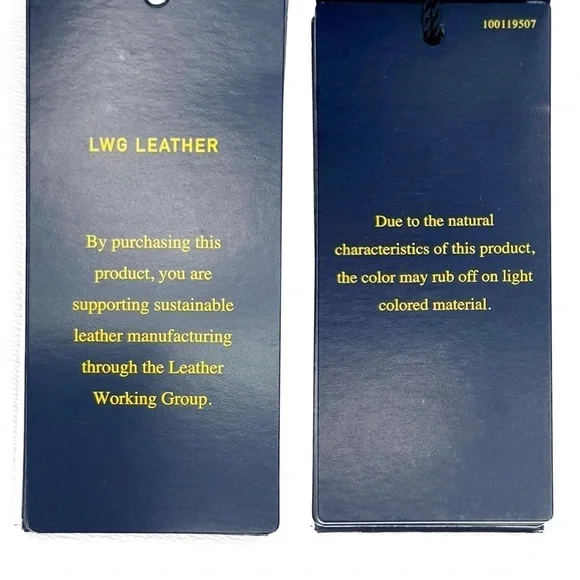 LWG LEATHER
By purchasing this
product, you are
supporting sustainable
leather manufacturing
through the Leather
Working Group.
100119507
Due to the natural
characteristics of this product,
the color may rub off on light
colored material.